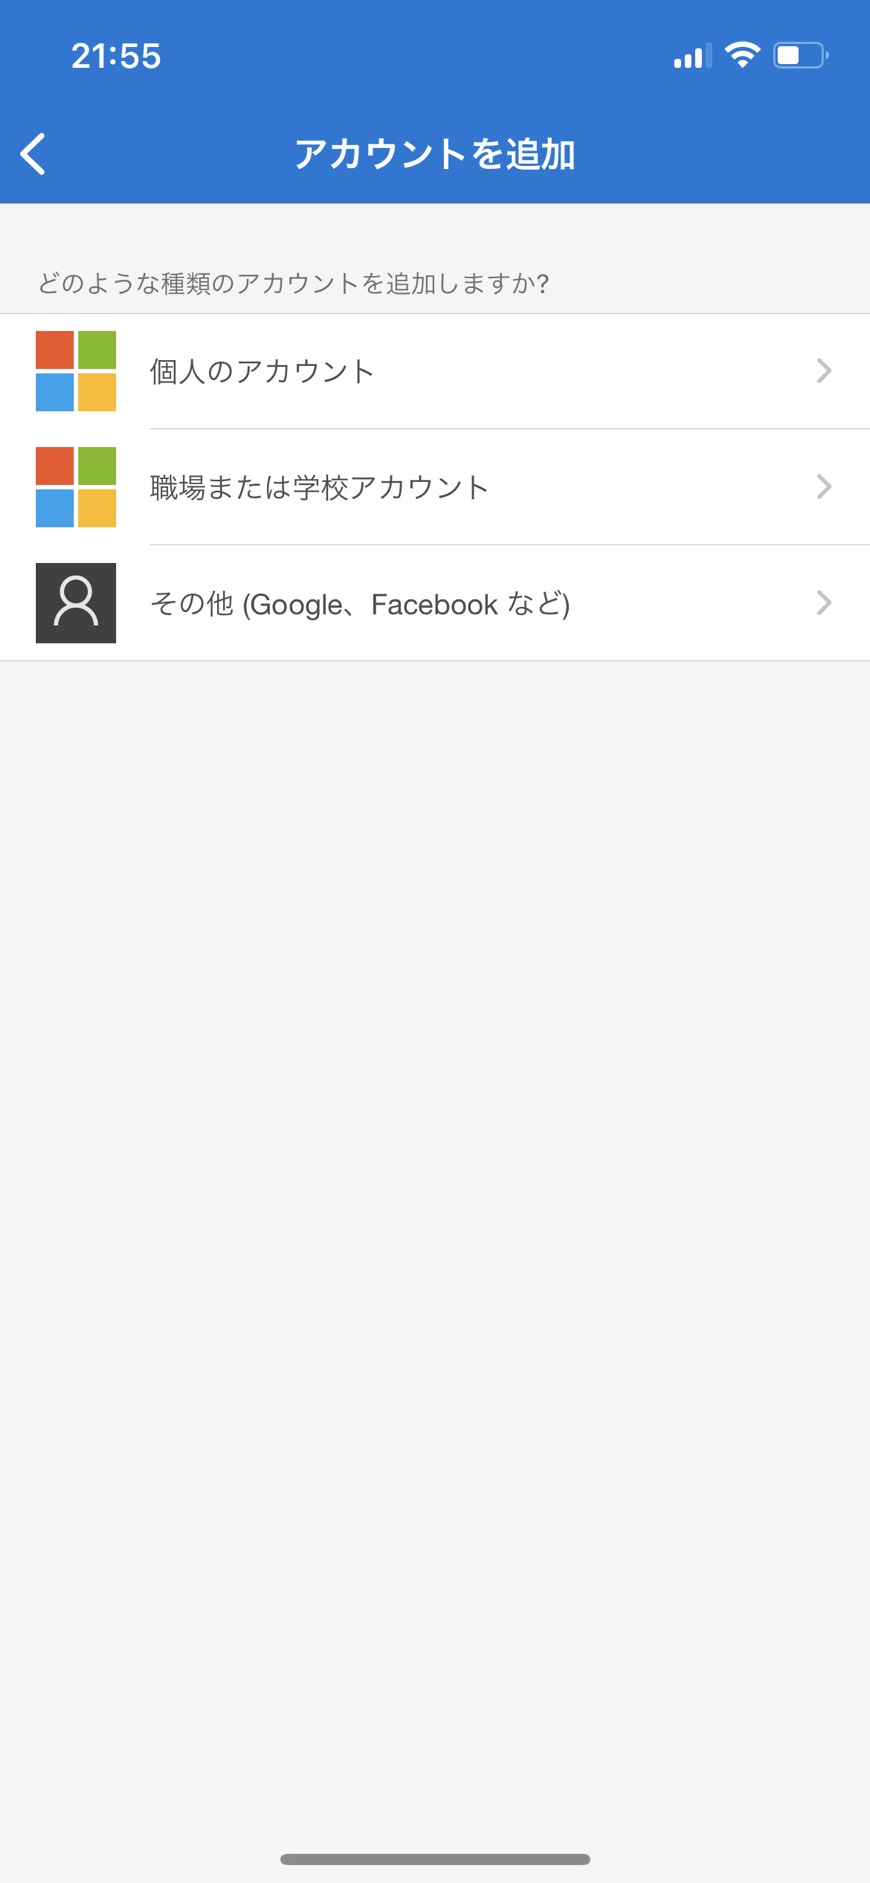 21:55
アカウントを追加
どのような種類のアカウントを追加しますか?
個人のアカウント
職場または学校アカウント
その他 (Google、Facebook など)